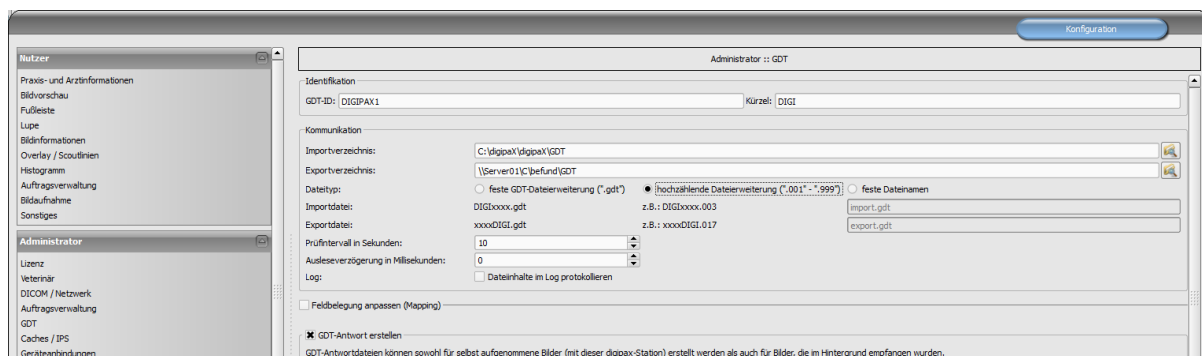 Konfiguration
Nutzer
Praxis- und Arztinformationen
Bildvorschau
Fußleiste
Lupe
Bildinformationen
Overlay / Scoutlinien
Histogramm
Auftragsverwaltung
Bildaufnahme
Sonstiges
Administrator
Lizenz
Veterinär
DICOM / Netzwerk
Auftragsverwaltung
GDT
Caches / IPS
Geräteanbindungen
Administrator :: GDT
Identifikation
GDT-ID: DIGIPAX1 Kürzel: DIGI
Kommunikation
Importverzeichnis: C:\digipaX\digipaX\GDT
Exportverzeichnis: \\Server01\C\befund\GDT
Dateityp: feste GDT-Dateierweiterung (".gdt") hochzählende Dateierweiterung (".001" - ".999") feste Dateinamen
Importdatei: DIGIxxxx.gdt z.B.: DIGIxxxx.003 import.gdt
Exportdatei: xxxxDIGI.gdt z.B.: xxxxDIGI.017 export.gdt
Prüfintervall in Sekunden: 10
Ausleseverzögerung in Millisekunden: 0
Log: Dateiinhalte im Log protokollieren
Feldbelegung anpassen (Mapping)
GDT-Antwort erstellen
GDT-Antwortdateien können sowohl für selbst aufgenommene Bilder (mit dieser digipax-Station) erstellt werden als auch für Bilder, die im Hintergrund empfangen wurden.